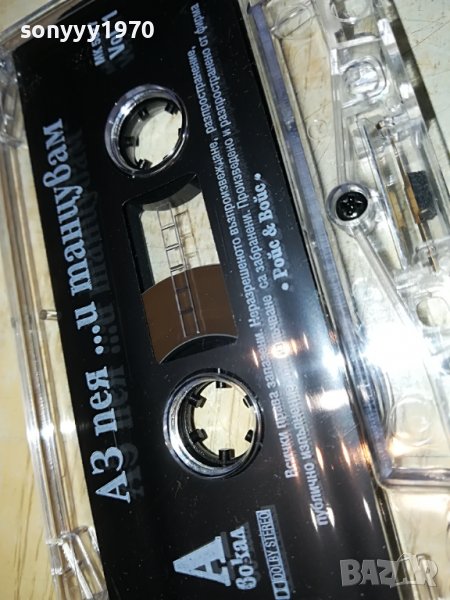 sonyyy1970
АЗ пея ...и танцувам
А
вокал
DOLBY STEREO
Всички права запазени. Неразрешеното възпроизвеждане, разпространение,
публично изпълнение са забранени. Произведено и разпространено от фирма
"Ройс & Войс"
BAZAR